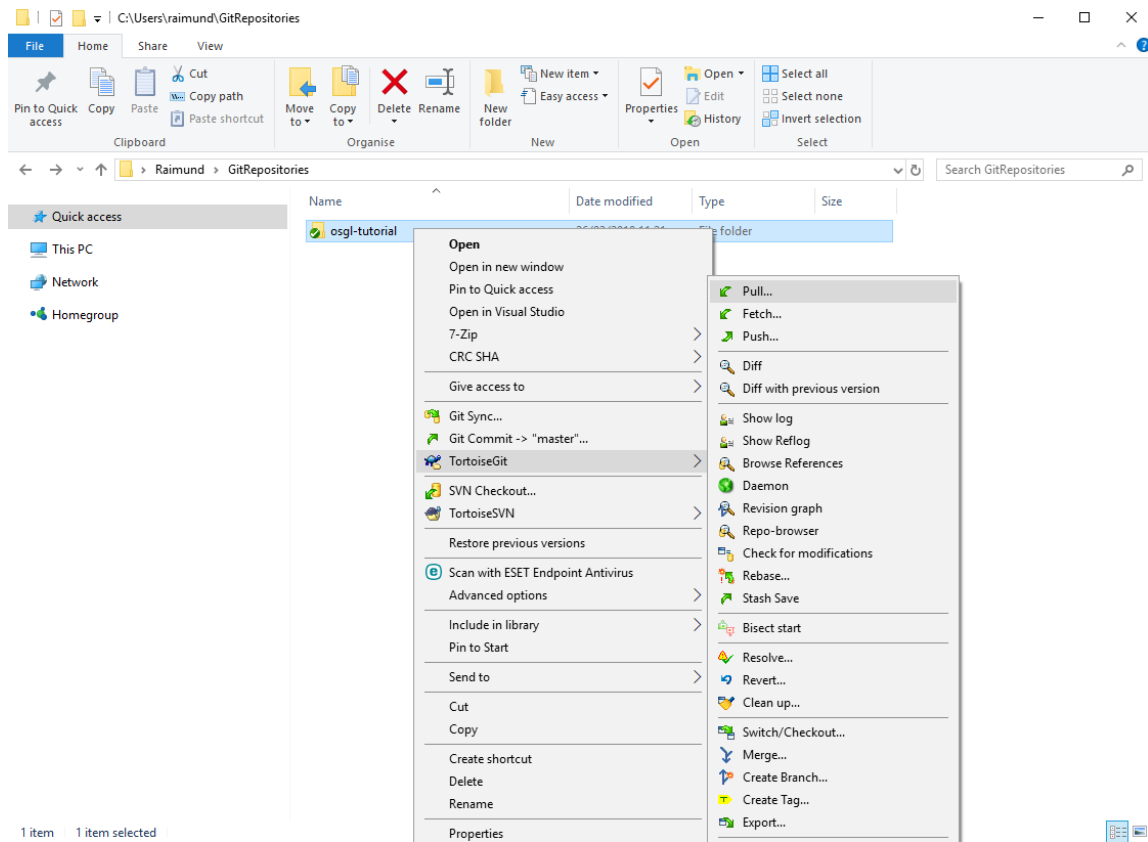 C:\Users\raimund\GitRepositories
File Home Share View
Pin to Quick access
Copy
Paste
Cut
Copy path
Paste shortcut
Clipboard
Move to
Copy to
Delete
Rename
Organise
New folder
New item
Easy access
New
Properties
Open
Edit
History
Open
Select all
Select none
Invert selection
Select
Raimund GitRepositories
Search GitRepositories
Quick access
This PC
Network
Homegroup
Name Date modified Type Size
osgl-tutorial folder
Open
Open in new window
Pin to Quick access
Open in Visual Studio
7-Zip
CRC SHA
Give access to
Git Sync...
Git Commit -> "master"...
TortoiseGit
SVN Checkout...
TortoiseSVN
Restore previous versions
Scan with ESET Endpoint Antivirus
Advanced options
Include in library
Pin to Start
Send to
Cut
Copy
Create shortcut
Delete
Rename
Properties
Pull...
Fetch...
Push...
Diff
Diff with previous version
Show log
Show Reflog
Browse References
Daemon
Revision graph
Repo-browser
Check for modifications
Rebase...
Stash Save
Bisect start
Resolve...
Revert...
Clean up...
Switch/Checkout...
Merge...
Create Branch...
Create Tag...
Export...
1 item 1 item selected